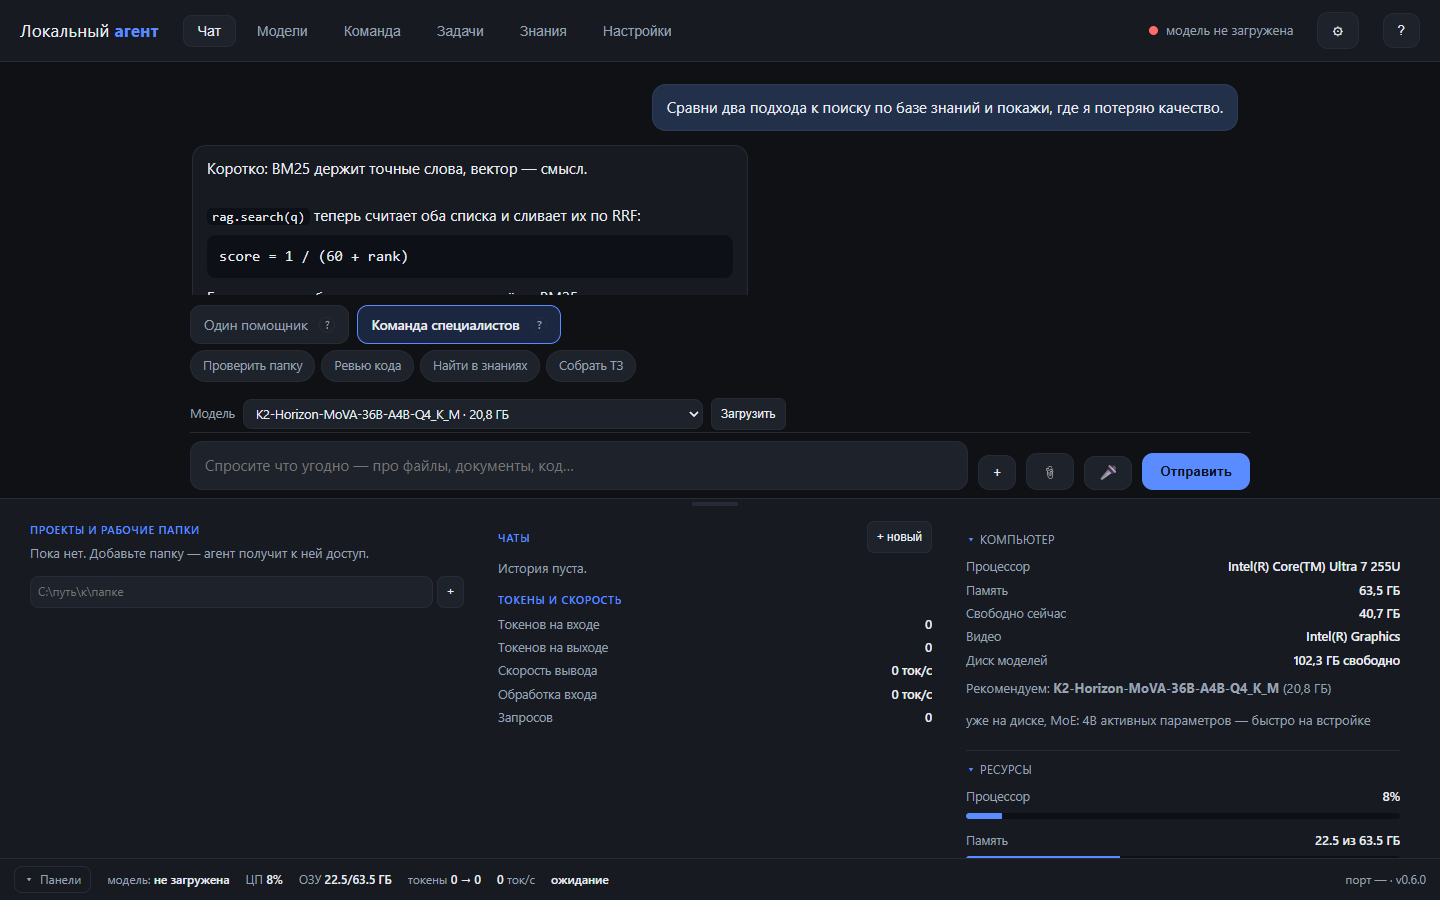 Локальный агент
Чат
Модели
Команда
Задачи
Знания
Настройки
модель не загружена
?
Сравни два подхода к поиску по базе знаний и покажи, где я потеряю качество.
Коротко: BM25 держит точные слова, вектор — смысл.
rag.search(q) теперь считает оба списка и сливает их по RRF:
score = 1 / (60 + rank)
Один помощник ?
Команда специалистов ?
Проверить папку
Ревью кода
Найти в знаниях
Собрать ТЗ
Модель
K2-Horizon-MoVA-36B-A4B-Q4_K_M · 20,8 ГБ
Загрузить
Спросите что угодно — про файлы, документы, код...
+
Отправить
ПРОЕКТЫ И РАБОЧИЕ ПАПКИ
Пока нет. Добавьте папку — агент получит к ней доступ.
C:\путь\к\папке
+
ЧАТЫ
+ новый
История пуста.
ТОКЕНЫ И СКОРОСТЬ
Токенов на входе 0
Токенов на выходе 0
Скорость вывода 0 ток/с
Обработка входа 0 ток/с
Запросов 0
КОМПЬЮТЕР
Процессор Intel(R) Core(TM) Ultra 7 255U
Память 63,5 ГБ
Свободно сейчас 40,7 ГБ
Видео Intel(R) Graphics
Диск моделей 102,3 ГБ свободно
Рекомендуем: K2-Horizon-MoVA-36B-A4B-Q4_K_M (20,8 ГБ)
уже на диске, MoE: 4B активных параметров — быстро на встройке
РЕСУРСЫ
Процессор 8%
Память 22.5 из 63.5 ГБ
Панели
модель: не загружена
ЦП 8%
ОЗУ 22.5/63.5 ГБ
токены 0 → 0
0 ток/с
ожидание
порт — · v0.6.0